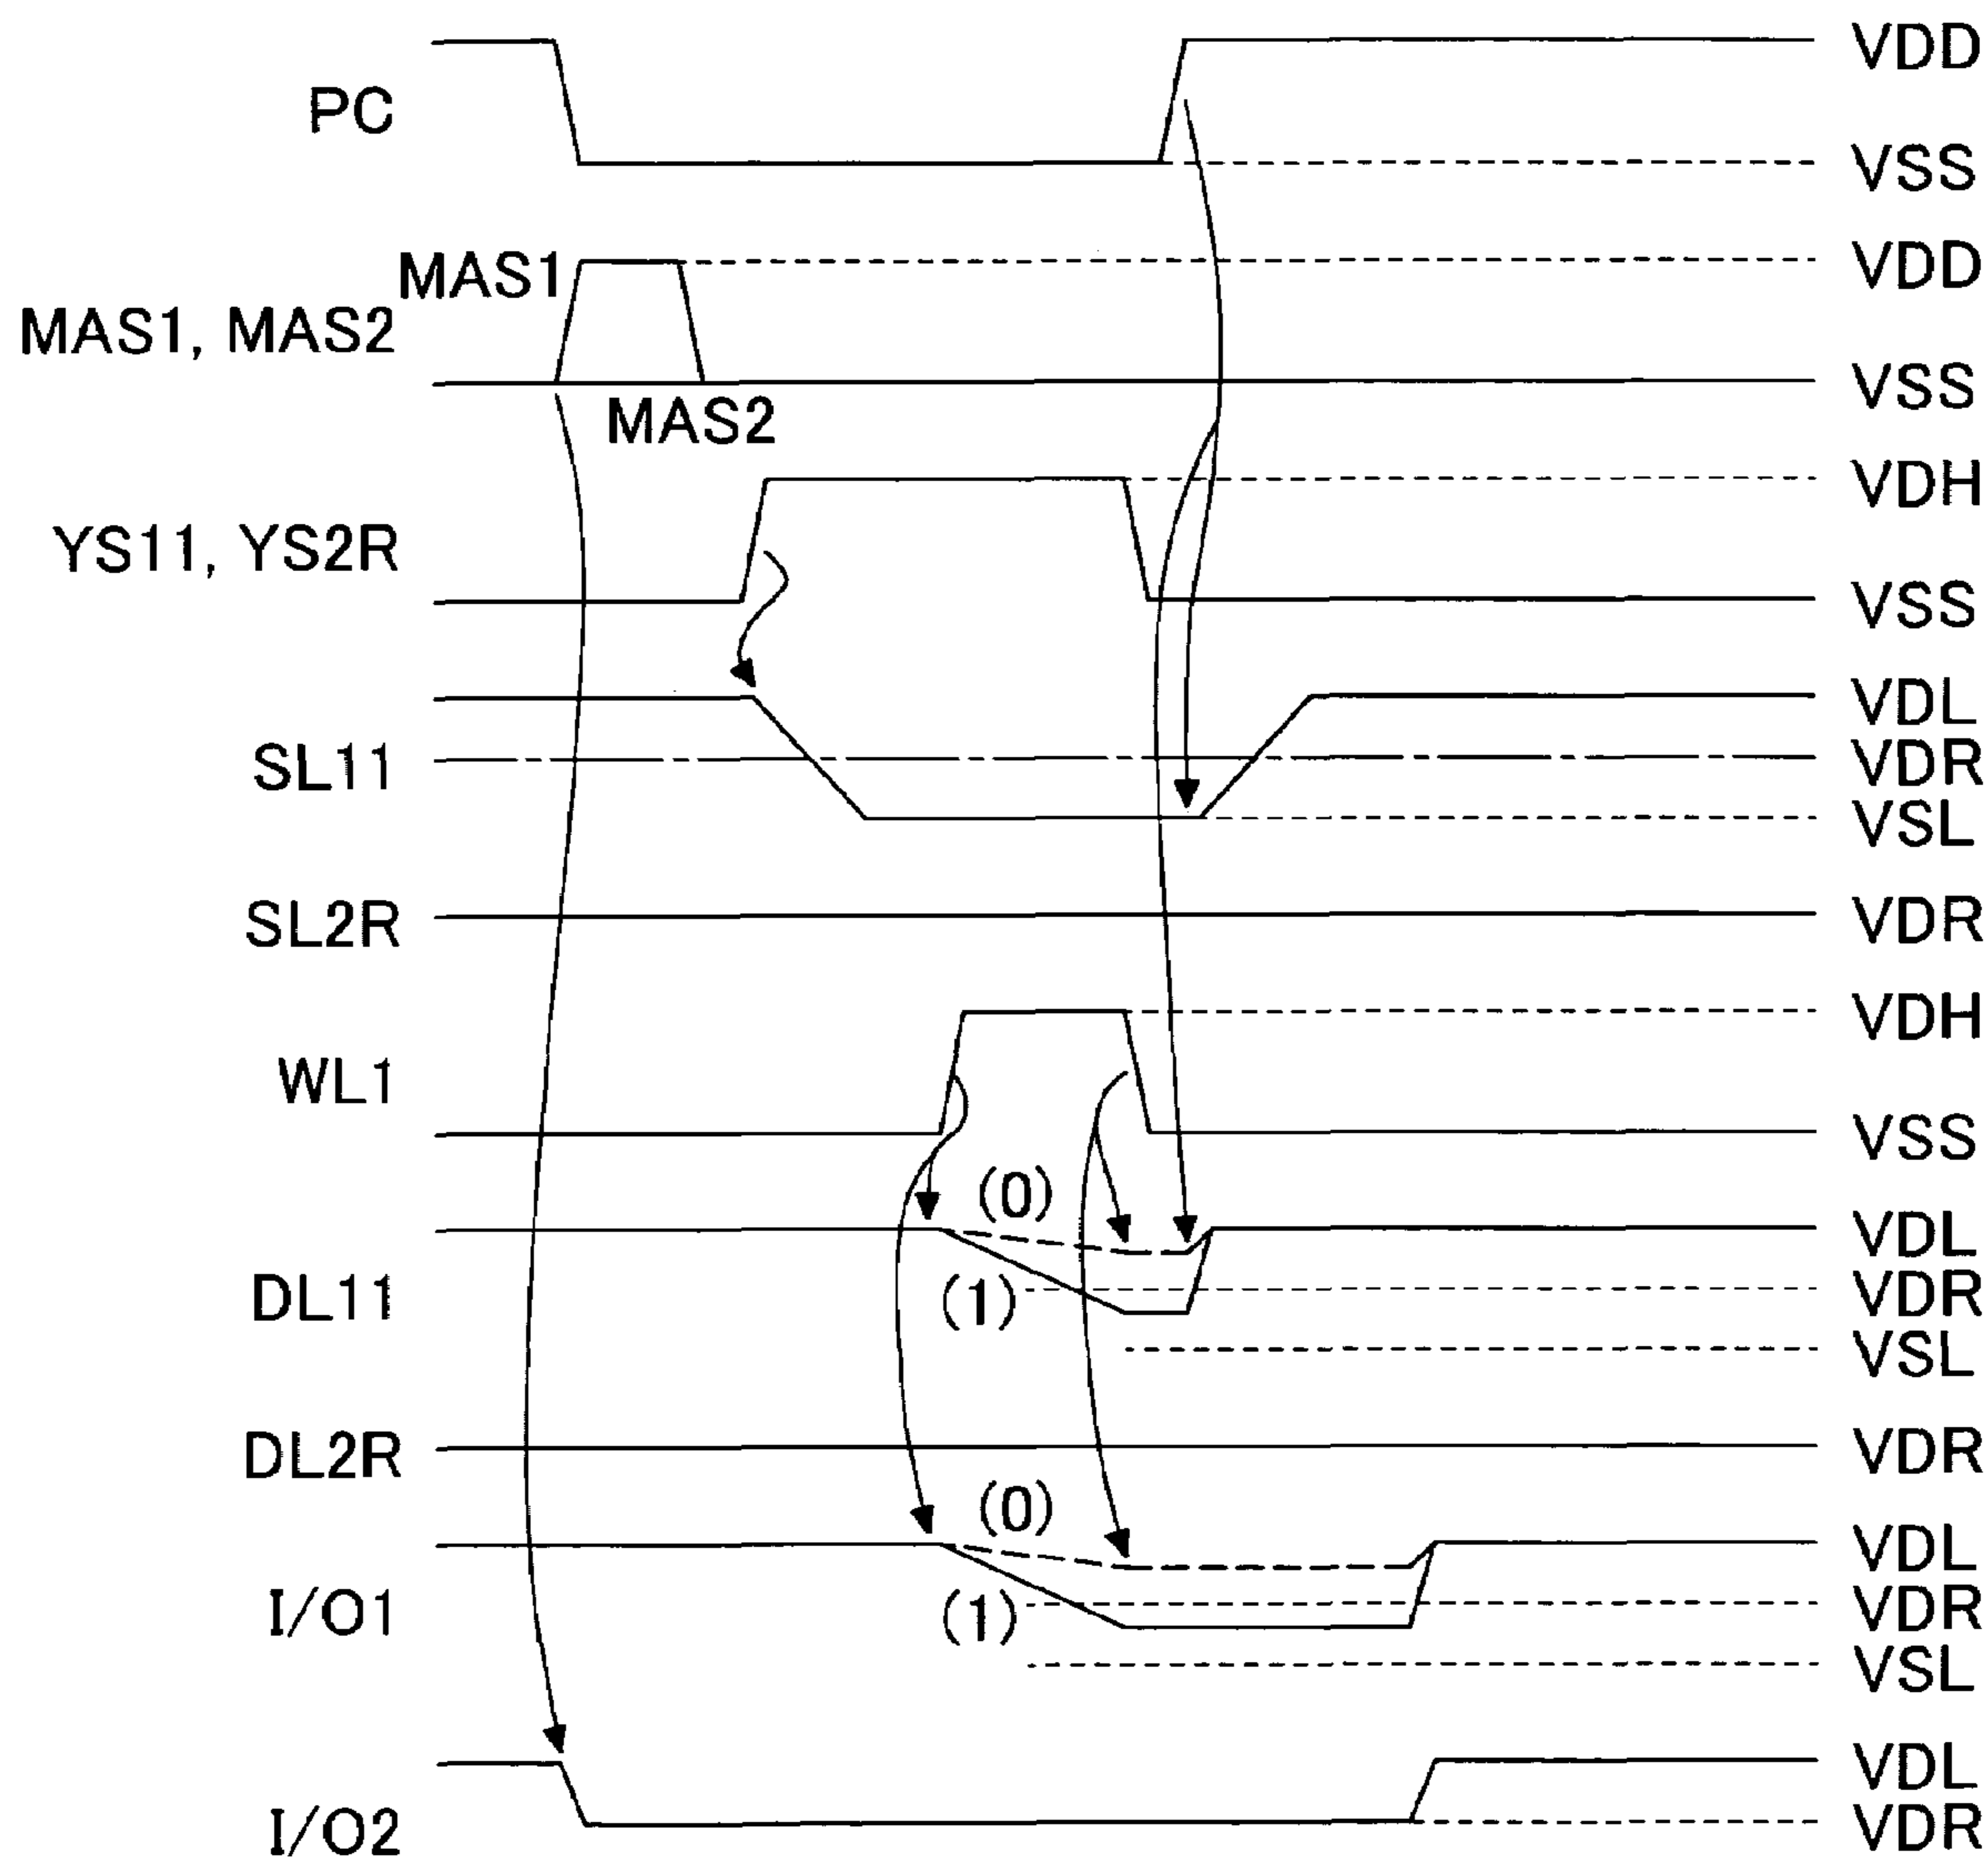 PC
VDD
VSS
MAS1
MAS1, MAS2
MAS2
VDD
VSS
YS11, YS2R
VDH
VSS
SL11
VDL
VDR
VSL
SL2R
VDR
WL1
VDH
VSS
DL11
(0)
(1)
VDL
VDR
VSL
DL2R
VDR
I/O1
(0)
(1)
VDL
VDR
VSL
I/O2
VDL
VDR